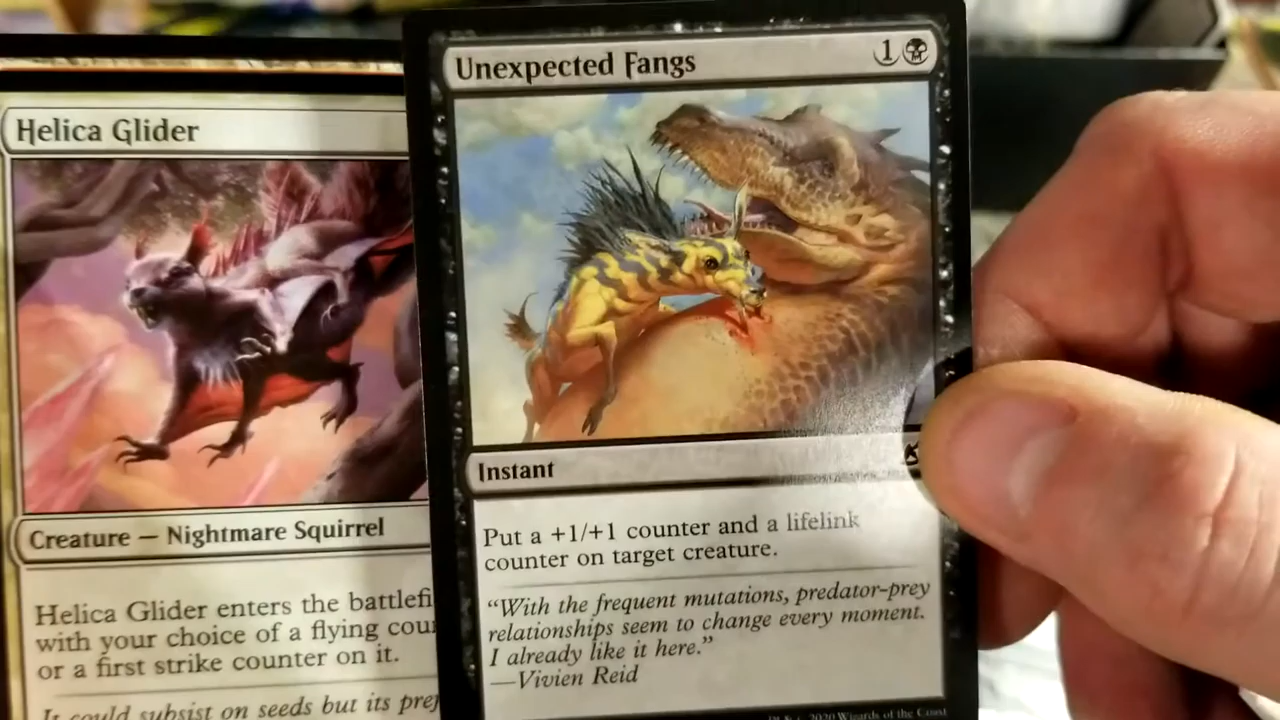 Helica Glider
Creature — Nightmare Squirrel
Helica Glider enters the
with your choice of a flying
or a first strike counter on it.
It could subsist on seeds but its
Unexpected Fangs
1
Instant
Put a +1/+1 counter and a lifelink
counter on target creature.
“With the frequent mutations, predator-prey
relationships seem to change every moment.
I already like it here.”
—Vivien Reid
2020 Wizards of the Coast